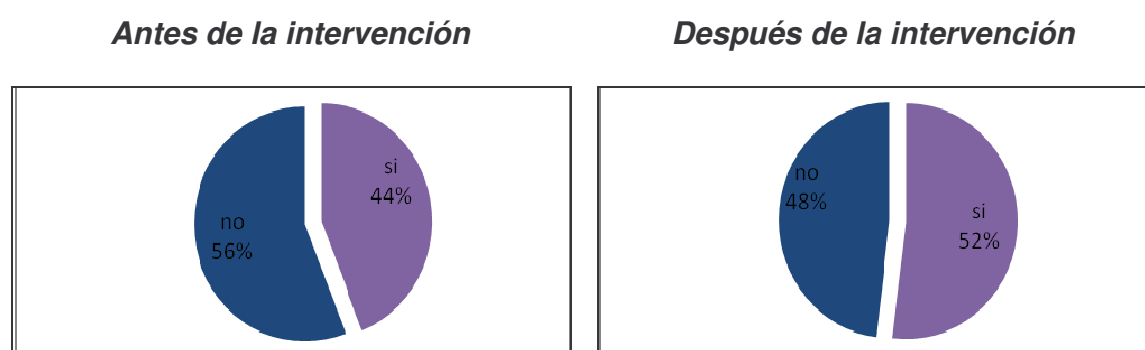 Antes de la intervención
Después de la intervención
si
44%
no
56%
no
48%
si
52%